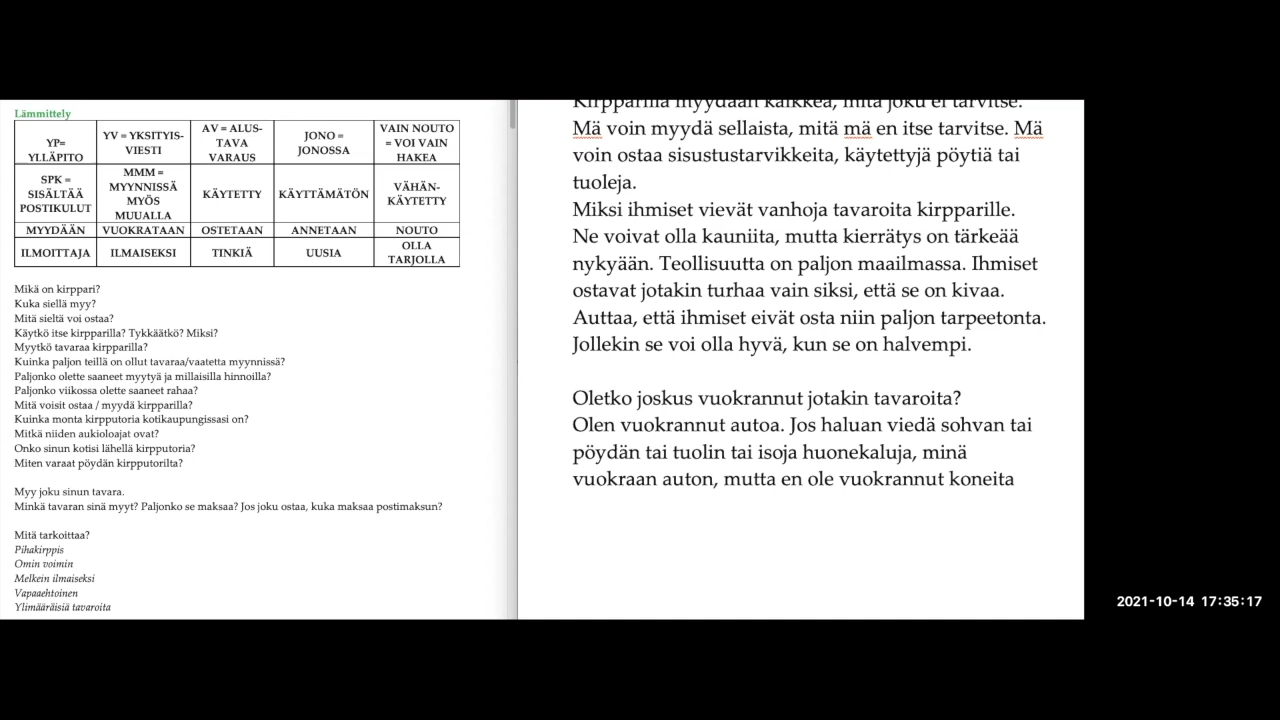 Lämmittely
YP=
YLLÄPITO
YV = YKSITYIS-
VIESTI
AV = ALUS-
TAVA
VARAUS
JONO =
JONOSSA
VAIN NOUTO
= VOI VAIN
HAKEA
SPK =
SISÄLTÄÄ
POSTIKULUT
MMM =
MYYNNISSÄ
MYÖS
MUUALLA
KÄYTETTY
KÄYTTÄMÄTÖN
VÄHÄN-
KÄYTETTY
MYYDÄÄN
VUOKRATAAN
OSTETAAN
ANNETAAN
NOUTO
ILMOITTAJA
ILMAISEKSI
TINKIÄ
UUSIA
OLLA
TARJOLLA
Mikä on kirppari?
Kuka siellä myy?
Mitä sieltä voi ostaa?
Käytkö itse kirpparilla? Tykkäätkö? Miksi?
Myytkö tavaraa kirpparilla?
Kuinka paljon teillä on ollut tavaraa/vaatetta myynnissä?
Paljonko olette saaneet myytyä ja millaisilla hinnoilla?
Paljonko viikossa olette saaneet rahaa?
Mitä voisit ostaa / myydä kirpparilla?
Kuinka monta kirpputoria kotikaupungissasi on?
Mitkä niiden aukioloajat ovat?
Onko sinun kotisi lähellä kirpputoria?
Miten varaat pöydän kirpputorilta?
Myy joku sinun tavara.
Minkä tavaran sinä myyt? Paljonko se maksaa? Jos joku ostaa, kuka maksaa postimaksun?
Mitä tarkoittaa?
Pihakirppis
Omin voimin
Melkein ilmaiseksi
Vapaaehtoinen
Ylimääräisiä tavaroita
Kirpparilla myydään kaikkea, mitä joku ei tarvitse.
Mä voin myydä sellaista, mitä mä en itse tarvitse. Mä
voin ostaa sisustustarvikkeita, käytettyjä pöytiä tai
tuoleja.
Miksi ihmiset vievät vanhoja tavaroita kirpparille.
Ne voivat olla kauniita, mutta kierrätys on tärkeää
nykyään. Teollisuutta on paljon maailmassa. Ihmiset
ostavat jotakin turhaa vain siksi, että se on kivaa.
Auttaa, että ihmiset eivät osta niin paljon tarpeetonta.
Jollekin se voi olla hyvä, kun se on halvempi.
Oletko joskus vuokrannut jotakin tavaroita?
Olen vuokrannut autoa. Jos haluan viedä sohvan tai
pöydän tai tuolin tai isoja huonekaluja, minä
vuokraan auton, mutta en ole vuokrannut koneita
2021-10-14 17:35:17